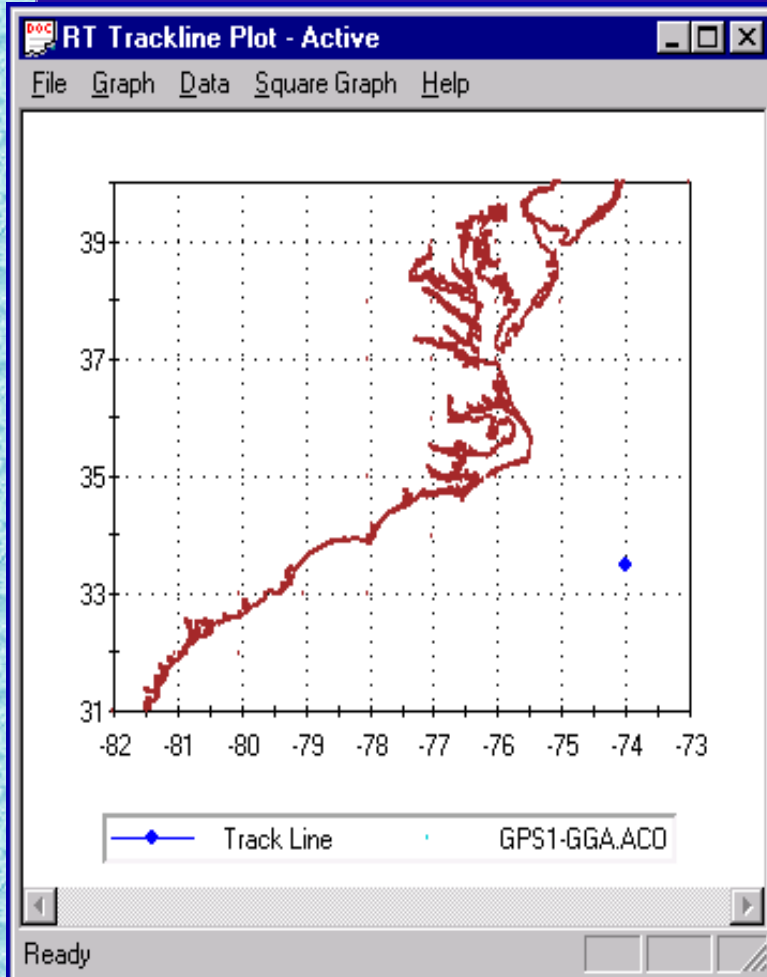 DOC RT Trackline Plot - Active
File Graph Data Square Graph Help
39
37
35
33
31
-82 -81 -80 -79 -78 -77 -76 -75 -74 -73
Track Line GPS1-GGA.ACO
Ready